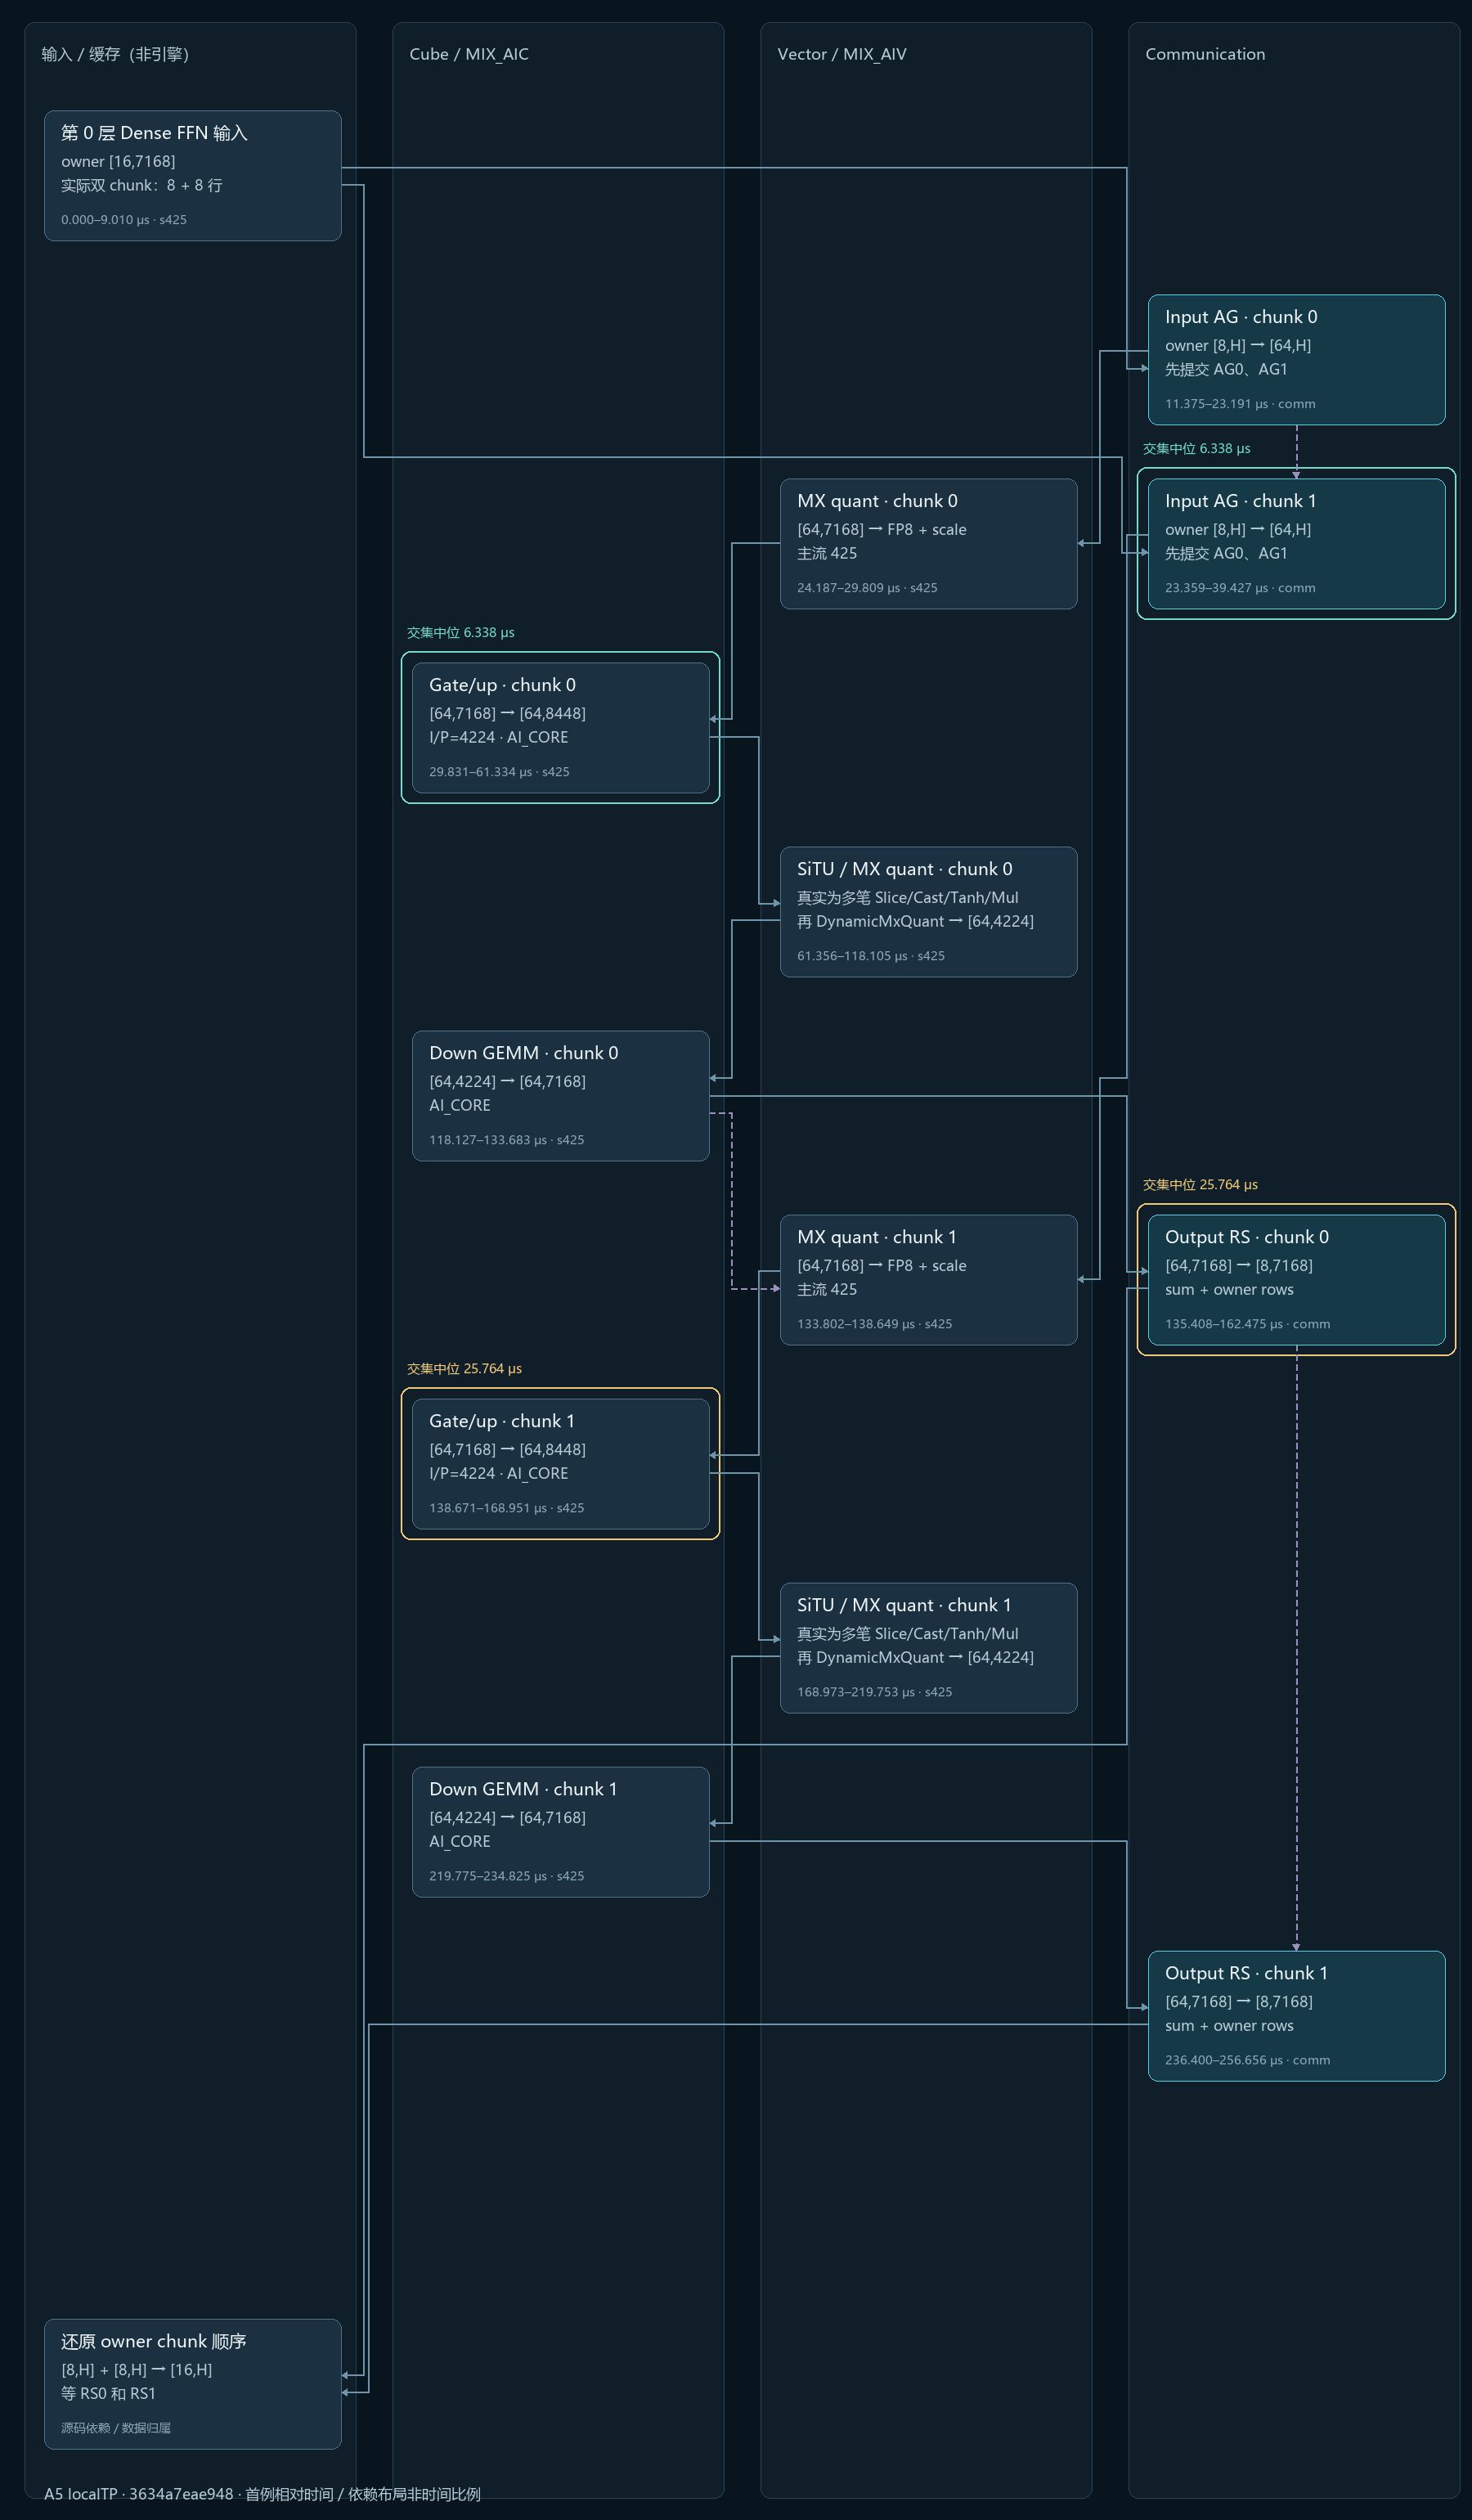 输入 / 缓存（非引擎）
Cube / MIX_AIC
Vector / MIX_AIV
Communication
第 0 层 Dense FFN 输入
owner [16,7168]
实际双 chunk：8 + 8 行
0.000–9.010 µs · s425
Input AG · chunk 0
owner [8,H] → [64,H]
先提交 AG0、AG1
11.375–23.191 µs · comm
交集中位 6.338 µs
Input AG · chunk 1
owner [8,H] → [64,H]
先提交 AG0、AG1
23.359–39.427 µs · comm
MX quant · chunk 0
[64,7168] → FP8 + scale
主流 425
24.187–29.809 µs · s425
交集中位 6.338 µs
Gate/up · chunk 0
[64,7168] → [64,8448]
I/P=4224 · AI_CORE
29.831–61.334 µs · s425
SiTU / MX quant · chunk 0
真实为多笔 Slice/Cast/Tanh/Mul
再 DynamicMxQuant → [64,4224]
61.356–118.105 µs · s425
Down GEMM · chunk 0
[64,4224] → [64,7168]
AI_CORE
118.127–133.683 µs · s425
MX quant · chunk 1
[64,7168] → FP8 + scale
主流 425
133.802–138.649 µs · s425
交集中位 25.764 µs
Output RS · chunk 0
[64,7168] → [8,7168]
sum + owner rows
135.408–162.475 µs · comm
交集中位 25.764 µs
Gate/up · chunk 1
[64,7168] → [64,8448]
I/P=4224 · AI_CORE
138.671–168.951 µs · s425
SiTU / MX quant · chunk 1
真实为多笔 Slice/Cast/Tanh/Mul
再 DynamicMxQuant → [64,4224]
168.973–219.753 µs · s425
Down GEMM · chunk 1
[64,4224] → [64,7168]
AI_CORE
219.775–234.825 µs · s425
Output RS · chunk 1
[64,7168] → [8,7168]
sum + owner rows
236.400–256.656 µs · comm
还原 owner chunk 顺序
[8,H] + [8,H] → [16,H]
等 RS0 和 RS1
源码依赖 / 数据归属
A5 localTP · 3634a7eae948 · 首例相对时间 / 依赖布局非时间比例